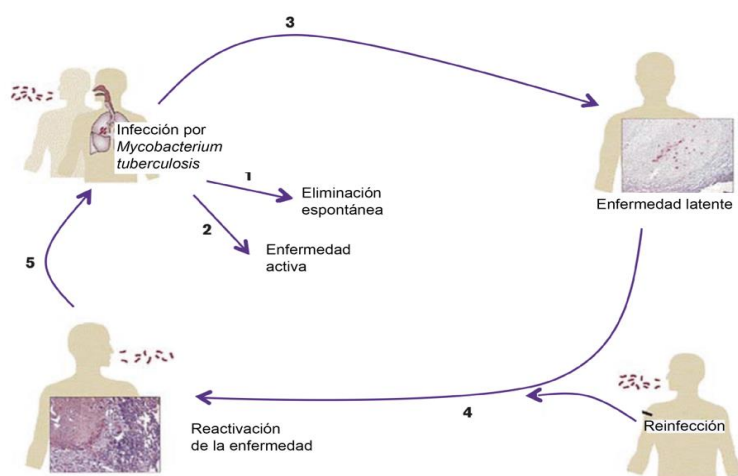 3
Infección por
Mycobacterium
tuberculosis
1
Eliminación
espontánea
2
Enfermedad
activa
Enfermedad latente
5
4
Reactivación
de la enfermedad
Reinfección